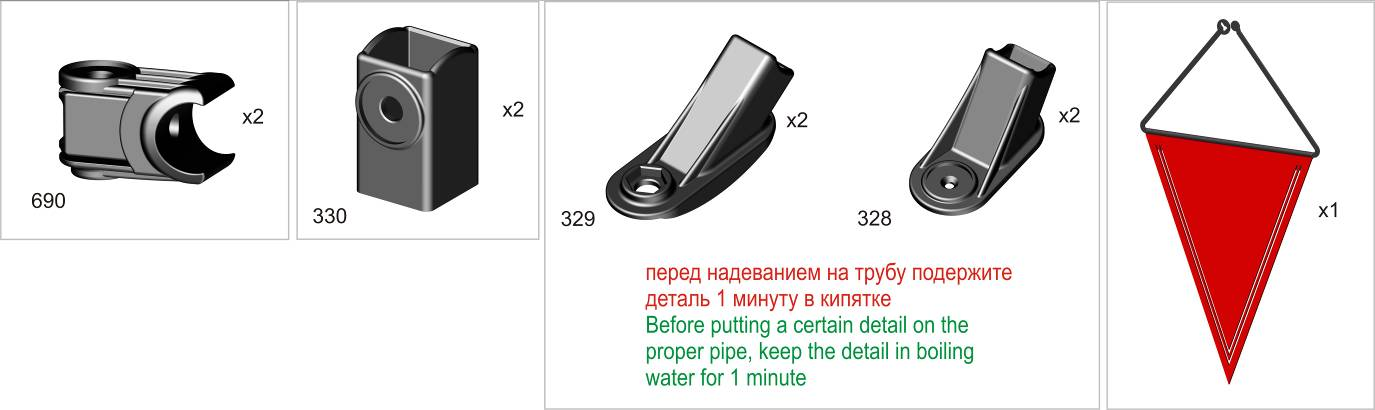 x2
690
x2
330
x2
329
x2
328
перед надеванием на трубу подержите
деталь 1 минуту в кипятке
Before putting a certain detail on the
proper pipe, keep the detail in boiling
water for 1 minute
x1